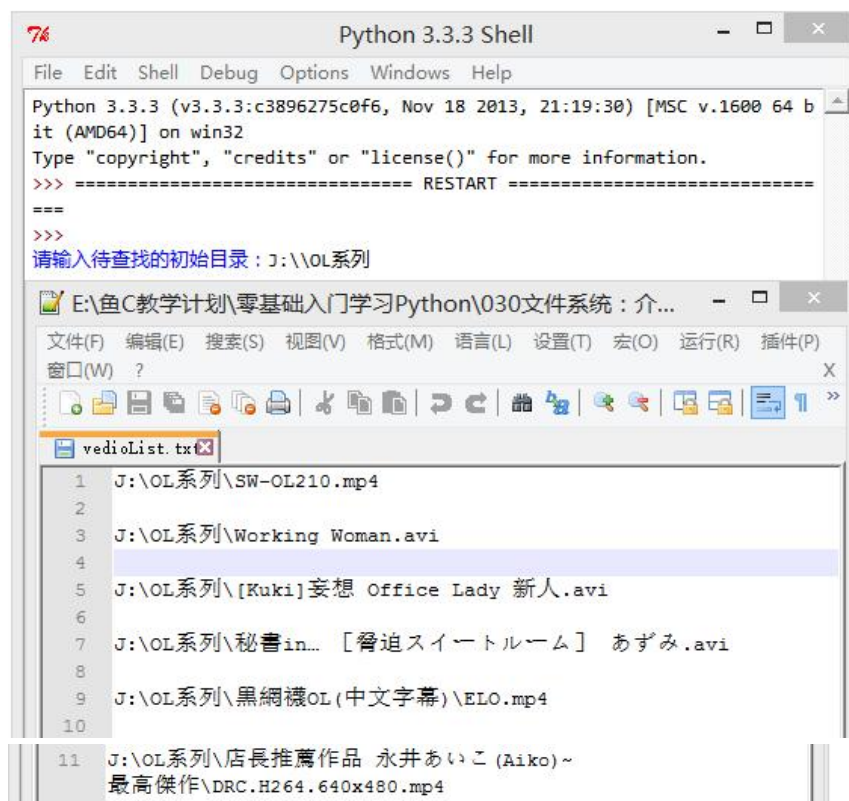 Python 3.3.3 Shell
File Edit Shell Debug Options Windows Help
Python 3.3.3 (v3.3.3:c3896275c0f6, Nov 18 2013, 21:19:30) [MSC v.1600 64 b
it (AMD64)] on win32
Type "copyright", "credits" or "license()" for more information.
>>> ================================ RESTART =============================
===
>>>
请输入待查找的初始目录：J:\\OL系列
E:\鱼C教学计划\零基础入门学习Python\030文件系统：介...
文件(F) 编辑(E) 搜索(S) 视图(V) 格式(M) 语言(L) 设置(T) 宏(O) 运行(R) 插件(P)
窗口(W) ? X
vedioList.txt
1 J:\OL系列\SW-OL210.mp4
2
3 J:\OL系列\Working Woman.avi
4
5 J:\OL系列\[Kuki]妄想 Office Lady 新人.avi
6
7 J:\OL系列\秘書in… ［脅迫スイートルーム］ あずみ.avi
8
9 J:\OL系列\黒網襪OL(中文字幕)\ELO.mp4
10
11 J:\OL系列\店長推薦作品 永井あいこ(Aiko)~
最高傑作\DRC.H264.640x480.mp4